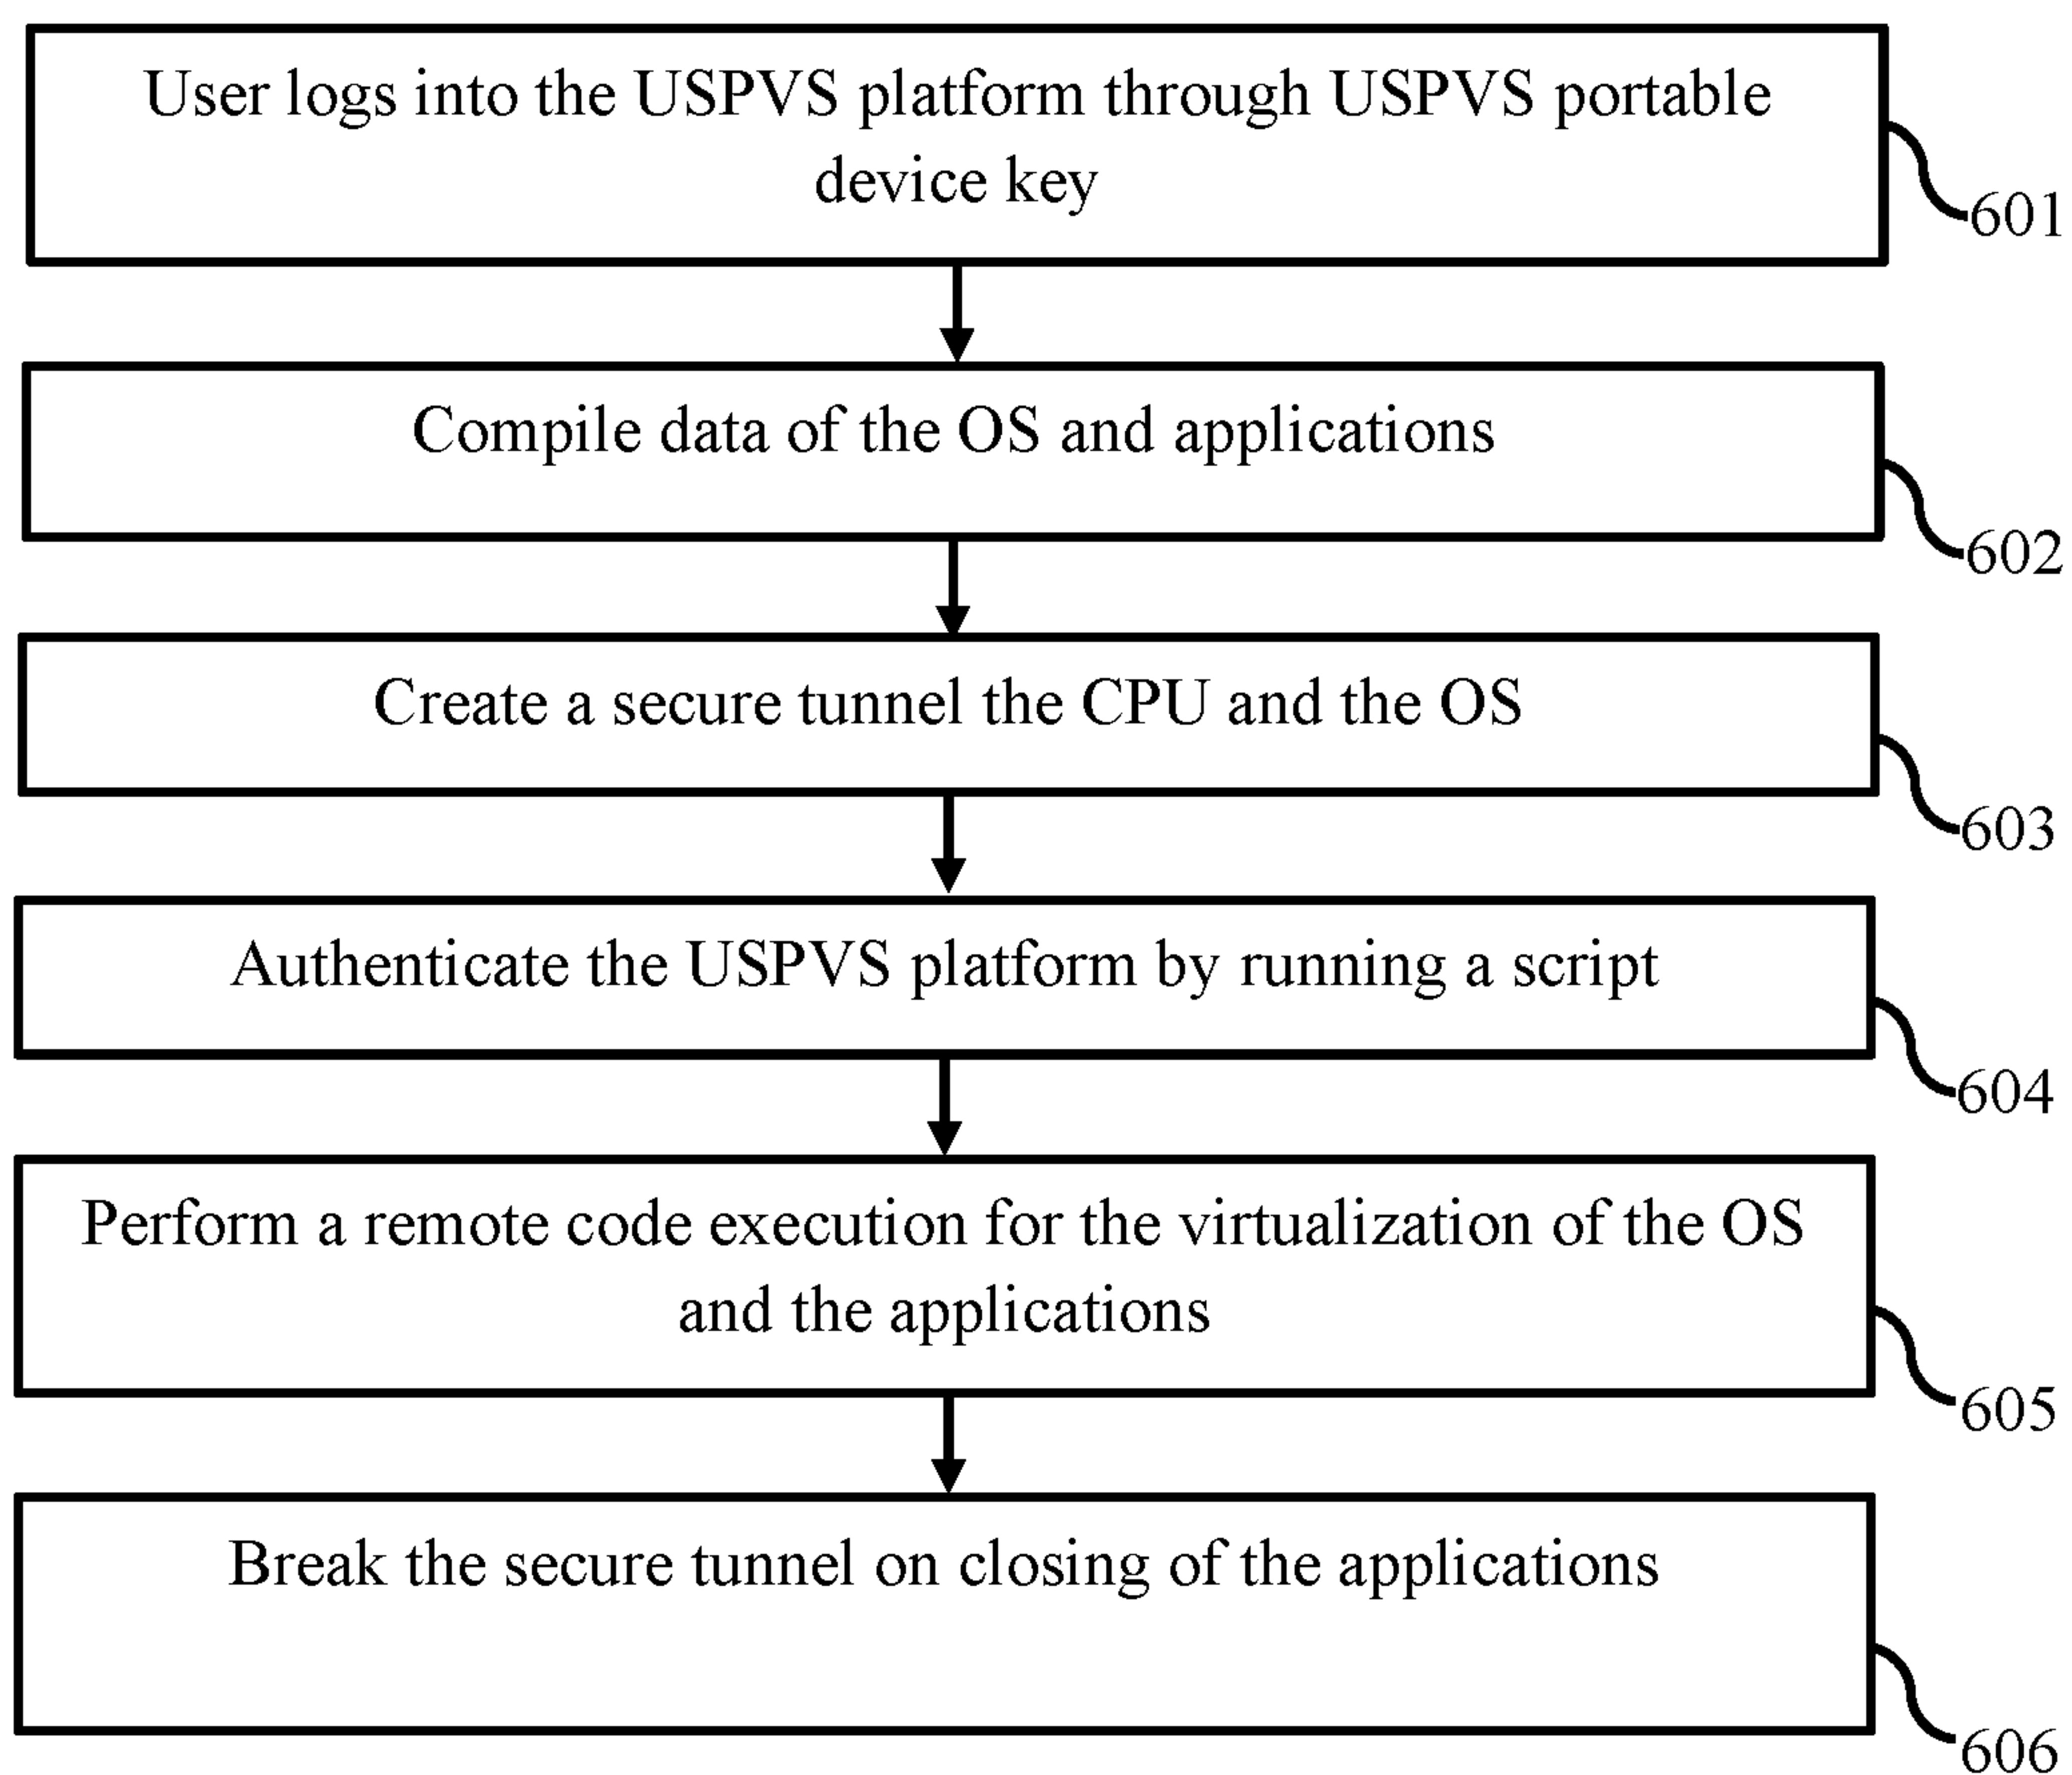 User logs into the USPVS platform through USPVS portable
device key
601
Compile data of the OS and applications
602
Create a secure tunnel the CPU and the OS
603
Authenticate the USPVS platform by running a script
604
Perform a remote code execution for the virtualization of the OS
and the applications
605
Break the secure tunnel on closing of the applications
606